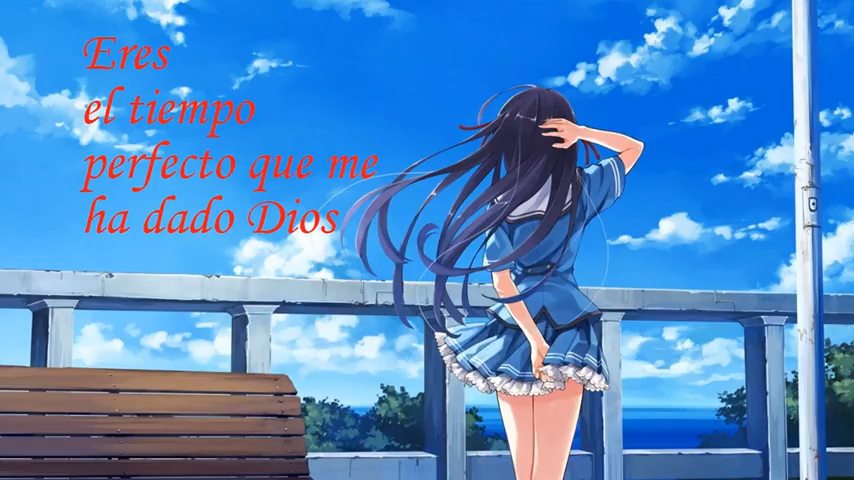 Eres
el tiempo
perfecto que me
ha dado Dios